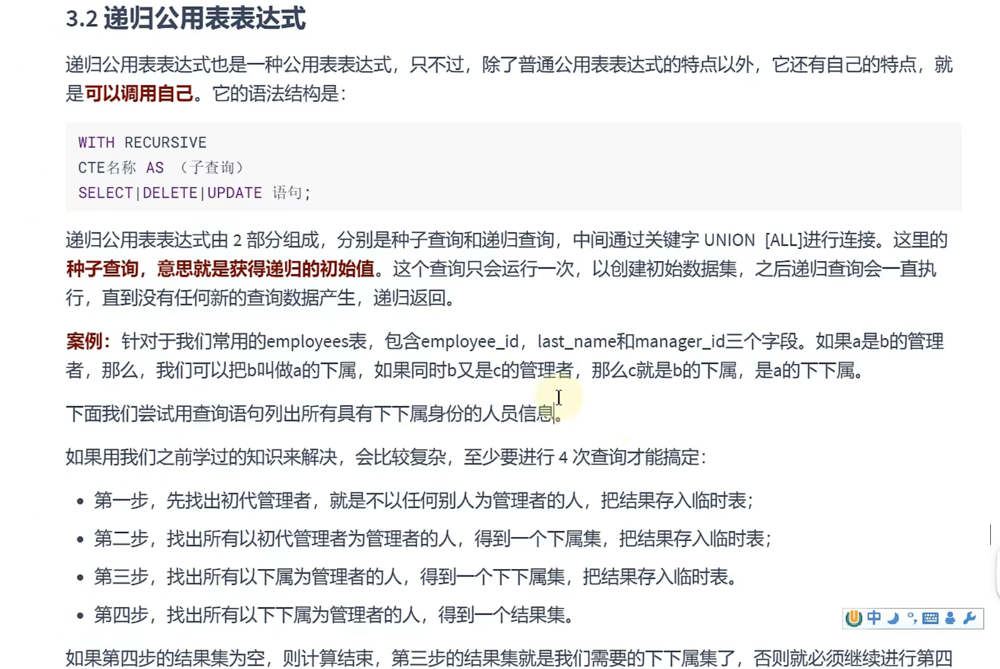 3.2 递归公用表表达式
递归公用表表达式也是一种公用表表达式，只不过，除了普通公用表表达式的特点以外，它还有自己的特点，就
是可以调用自己。它的语法结构是：
WITH RECURSIVE
CTE名称 AS （子查询）
SELECT|DELETE|UPDATE 语句;
递归公用表表达式由 2 部分组成，分别是种子查询和递归查询，中间通过关键字 UNION [ALL]进行连接。这里的
种子查询，意思就是获得递归的初始值。这个查询只会运行一次，以创建初始数据集，之后递归查询会一直执
行，直到没有任何新的查询数据产生，递归返回。
案例：针对于我们常用的employees表，包含employee_id，last_name和manager_id三个字段。如果a是b的管理
者，那么，我们可以把b叫做a的下属，如果同时b又是c的管理者，那么c就是b的下属，是a的下下属。
下面我们尝试用查询语句列出所有具有下下属身份的人员信息。
如果用我们之前学过的知识来解决，会比较复杂，至少要进行 4 次查询才能搞定：
• 第一步，先找出初代管理者，就是不以任何别人为管理者的人，把结果存入临时表；
• 第二步，找出所有以初代管理者为管理者的人，得到一个下属集，把结果存入临时表；
• 第三步，找出所有以下属为管理者的人，得到一个下下属集，把结果存入临时表。
• 第四步，找出所有以下下属为管理者的人，得到一个结果集。
中
如果第四步的结果集为空，则计算结束，第三步的结果集就是我们需要的下下属集了，否则就必须继续进行第四